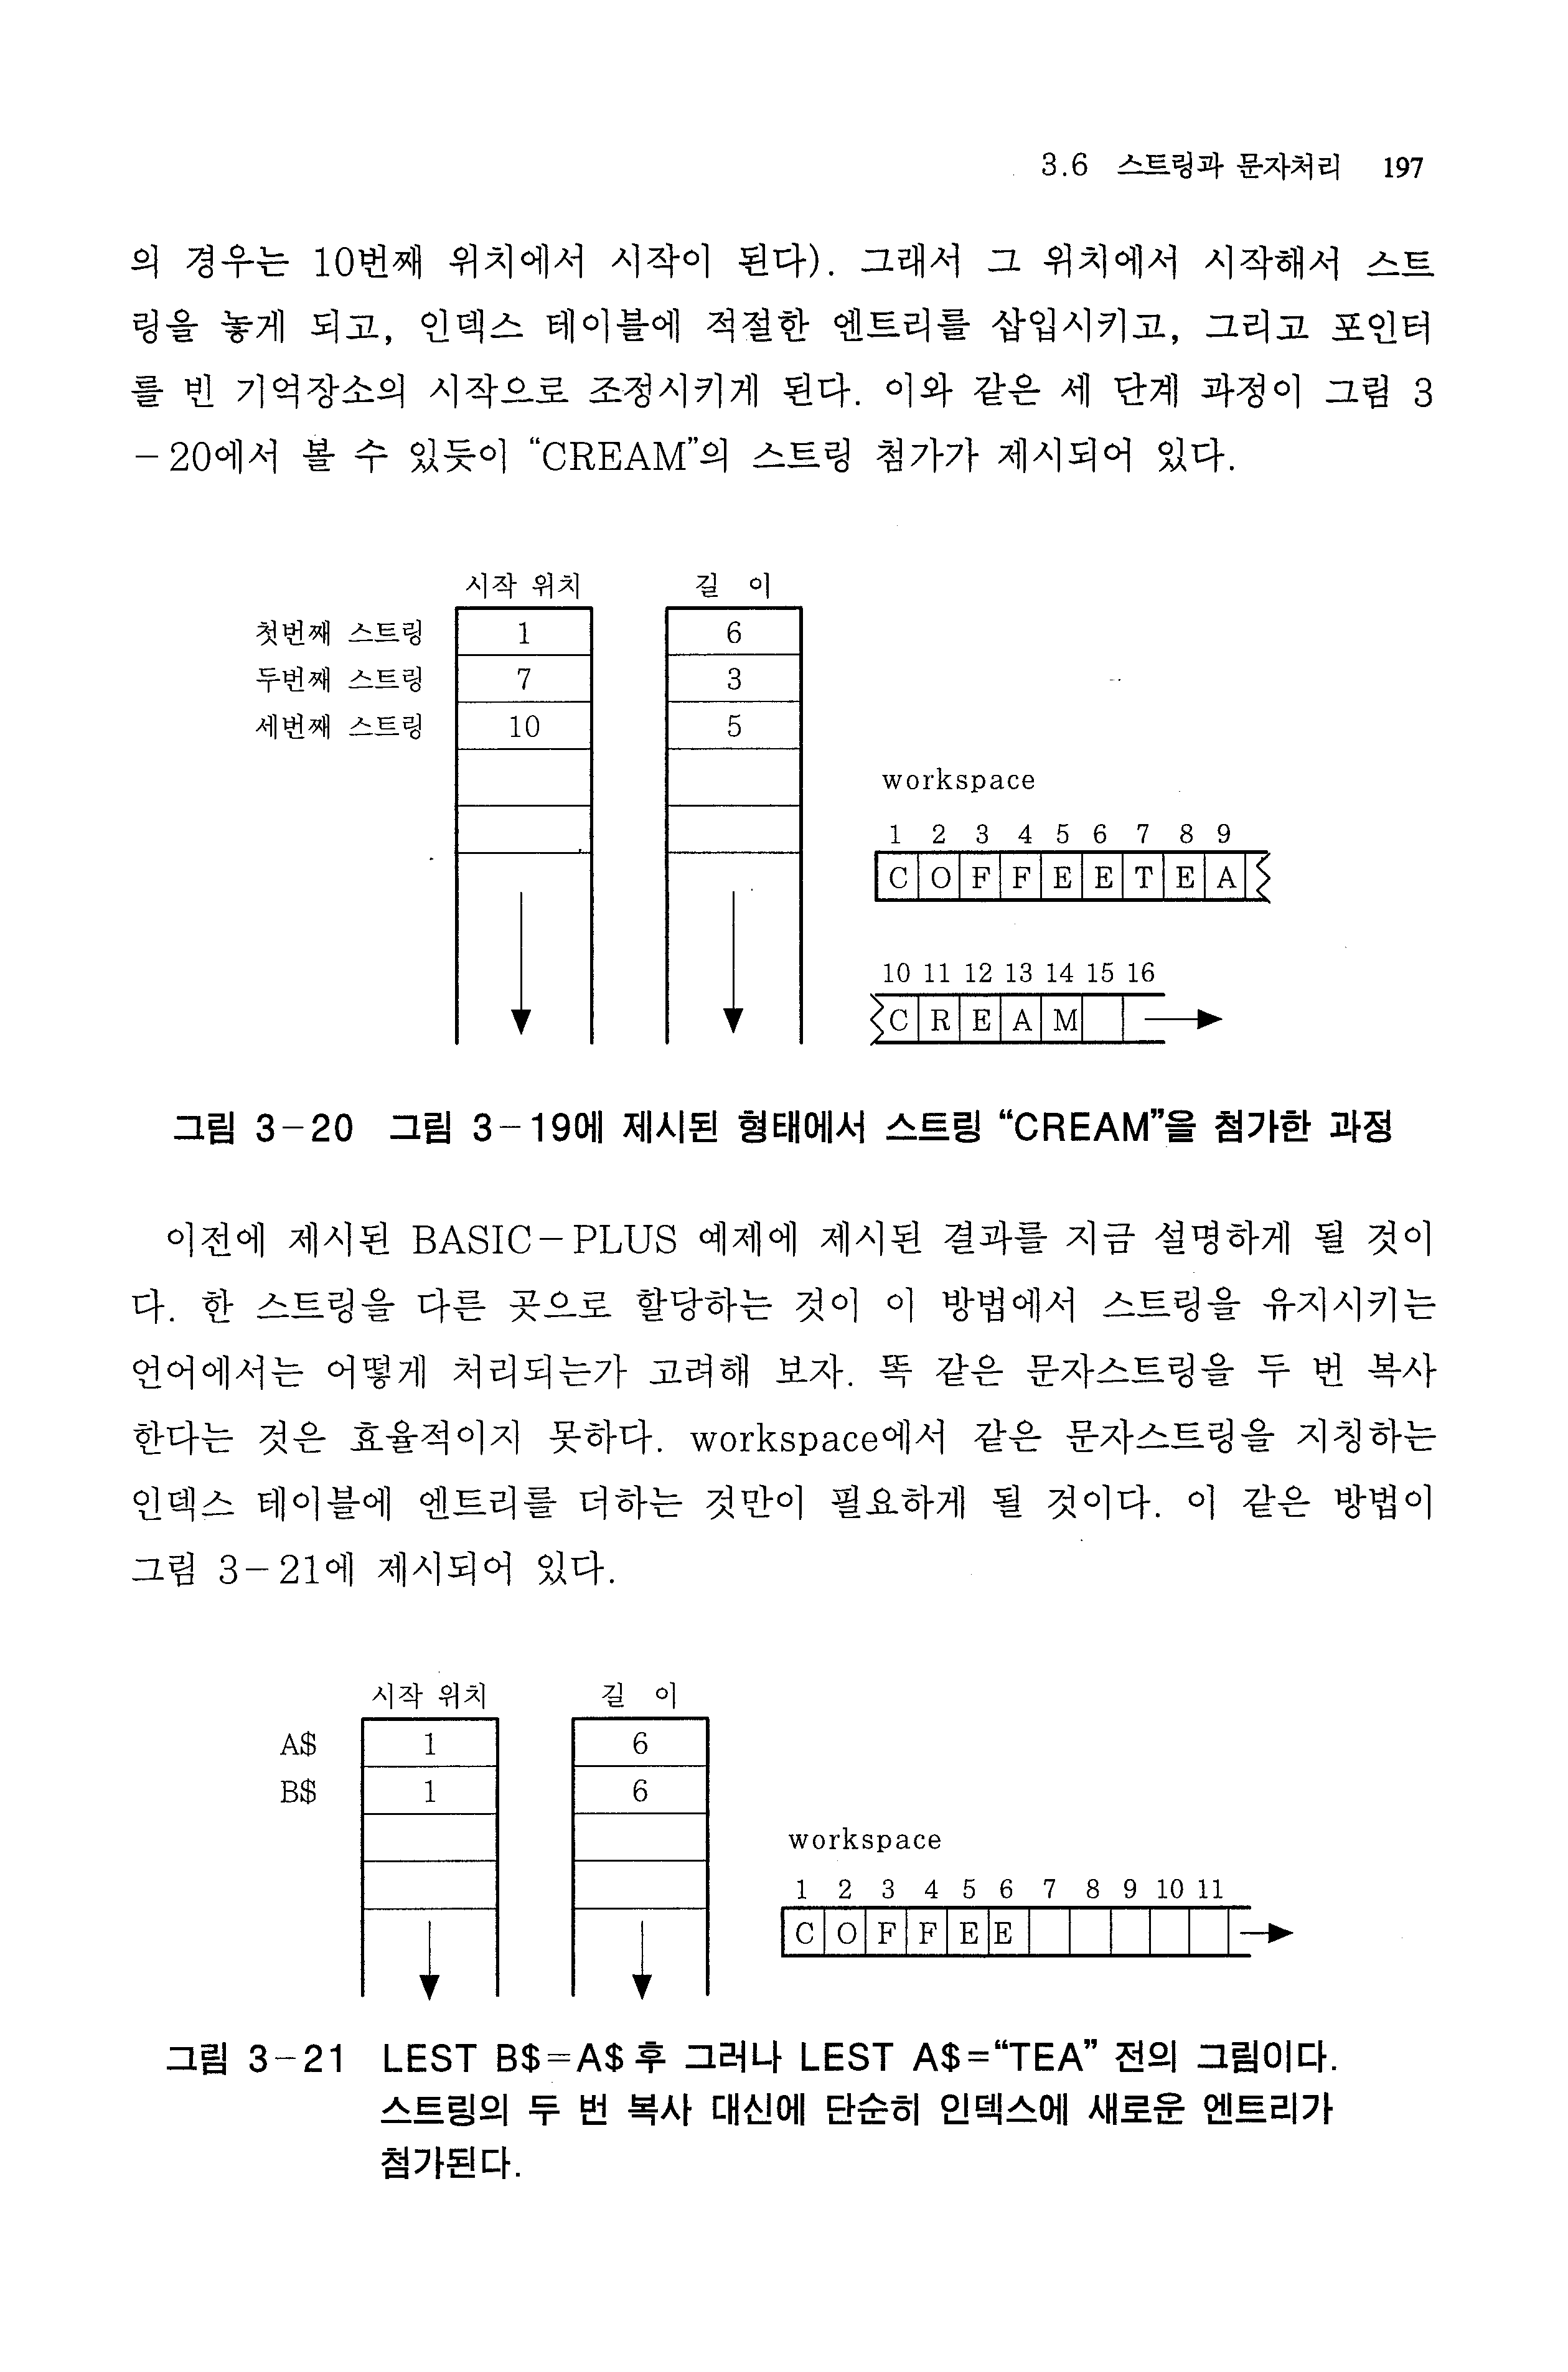 3.6 스트링과 문자처리 197
의 경우는 10번째 위치에서 시작이 된다). 그래서 그 위치에서 시작해서 스트
링을 놓게 되고, 인덱스 테이블에 적절한 엔트리를 삽입시키고, 그리고 포인터
를 빈 기억장소의 시작으로 조정시키게 된다. 이와 같은 세 단계 과정이 그림 3
-20에서 볼 수 있듯이 “CREAM”의 스트링 첨가가 제시되어 있다.
시작 위치 길 이
첫번째 스트링 1 6
두번째 스트링 7 3
세번째 스트링 10 5
workspace
1 2 3 4 5 6 7 8 9
C O F F E E T E A
10 11 12 13 14 15 16
C R E A M
그림 3-20 그림 3-19에 제시된 형태에서 스트링 “CREAM”을 첨가한 과정
이전에 제시된 BASIC-PLUS 예제에 제시된 결과를 지금 설명하게 될 것이
다. 한 스트링을 다른 곳으로 할당하는 것이 이 방법에서 스트링을 유지시키는
언어에서는 어떻게 처리되는가 고려해 보자. 똑 같은 문자스트링을 두 번 복사
한다는 것은 효율적이지 못하다. workspace에서 같은 문자스트링을 지칭하는
인덱스 테이블에 엔트리를 더하는 것만이 필요하게 될 것이다. 이 같은 방법이
그림 3-21에 제시되어 있다.
시작 위치 길 이
A$ 1 6
B$ 1 6
workspace
1 2 3 4 5 6 7 8 9 10 11
C O F F E E
그림 3-21 LEST B$=A$ 후 그러나 LEST A$=“TEA” 전의 그림이다.
스트링의 두 번 복사 대신에 단순히 인덱스에 새로운 엔트리가
첨가된다.